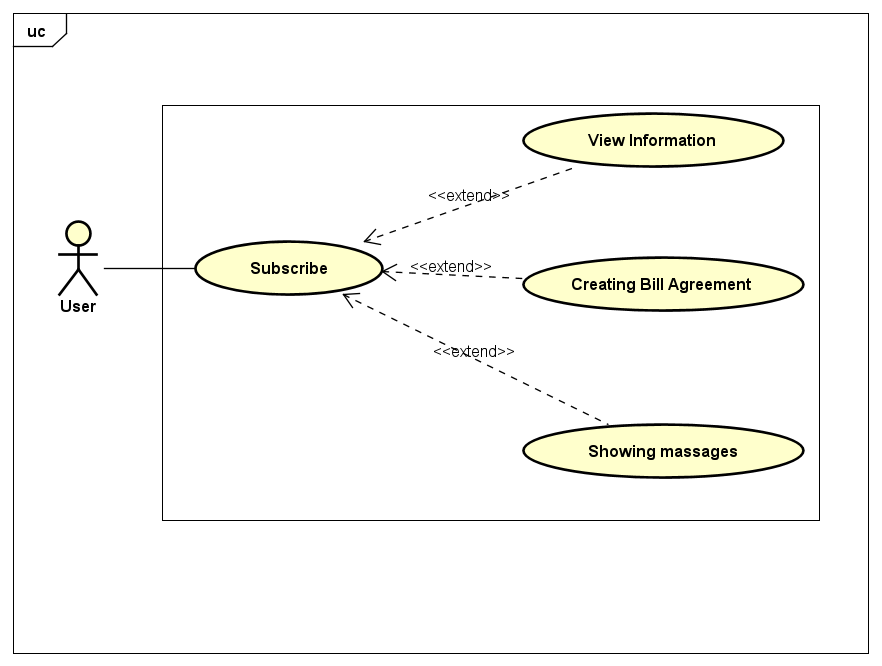 uc
View Information
<<extend>>
Subscribe
<<extend>>
Creating Bill Agreement
User
<<extend>>
Showing massages